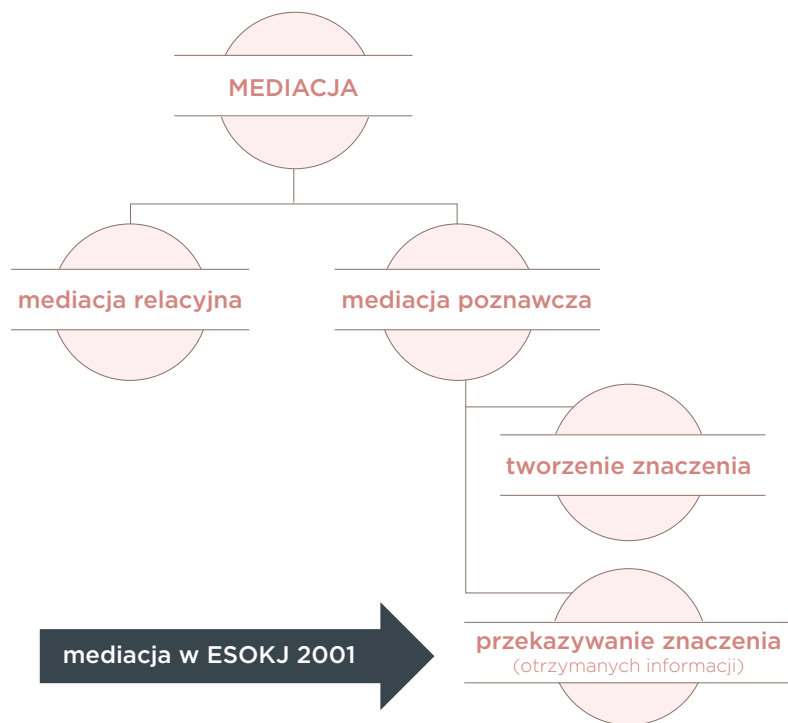 MEDIACJA
mediacja relacyjna
mediacja poznawcza
tworzenie znaczenia
mediacja w ESOKJ 2001
przekazywanie znaczenia
(otrzymanych informacji)